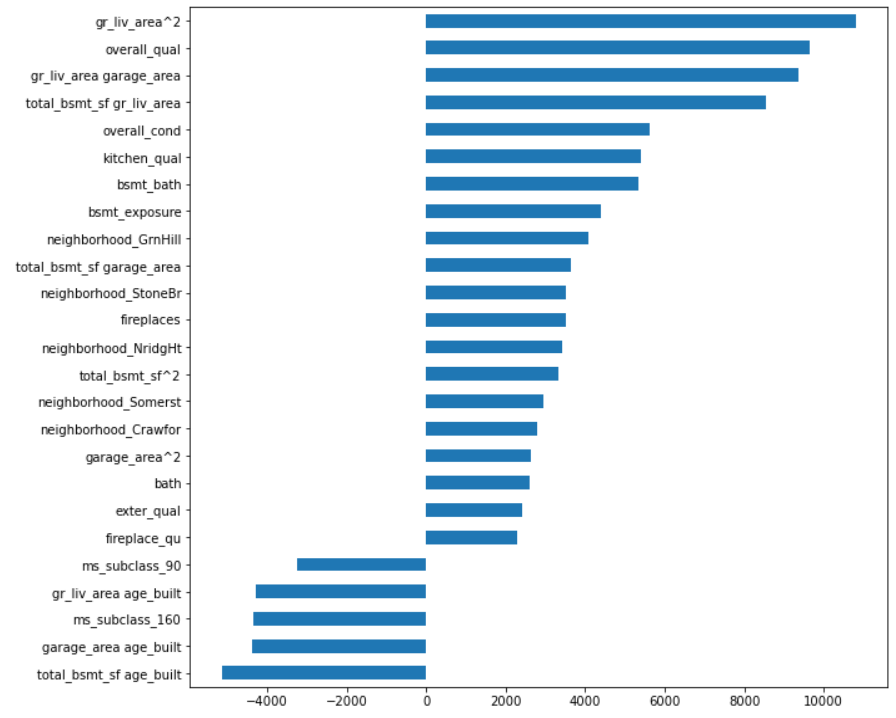 gr_liv_area^2
overall_qual
gr_liv_area garage_area
total_bsmt_sf gr_liv_area
overall_cond
kitchen_qual
bsmt_bath
bsmt_exposure
neighborhood_GrnHill
total_bsmt_sf garage_area
neighborhood_StoneBr
fireplaces
neighborhood_NridgHt
total_bsmt_sf^2
neighborhood_Somerst
neighborhood_Crawfor
garage_area^2
bath
exter_qual
fireplace_qu
ms_subclass_90
gr_liv_area age_built
ms_subclass_160
garage_area age_built
total_bsmt_sf age_built
−4000 −2000 0 2000 4000 6000 8000 10000